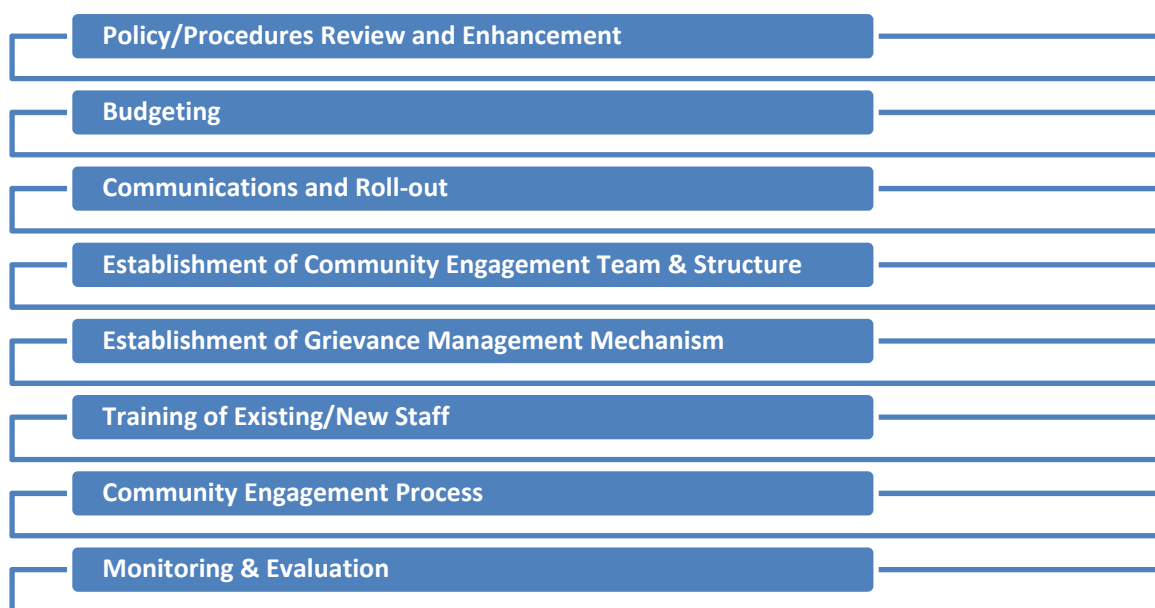 Policy/Procedures Review and Enhancement
Budgeting
Communications and Roll-out
Establishment of Community Engagement Team & Structure
Establishment of Grievance Management Mechanism
Training of Existing/New Staff
Community Engagement Process
Monitoring & Evaluation